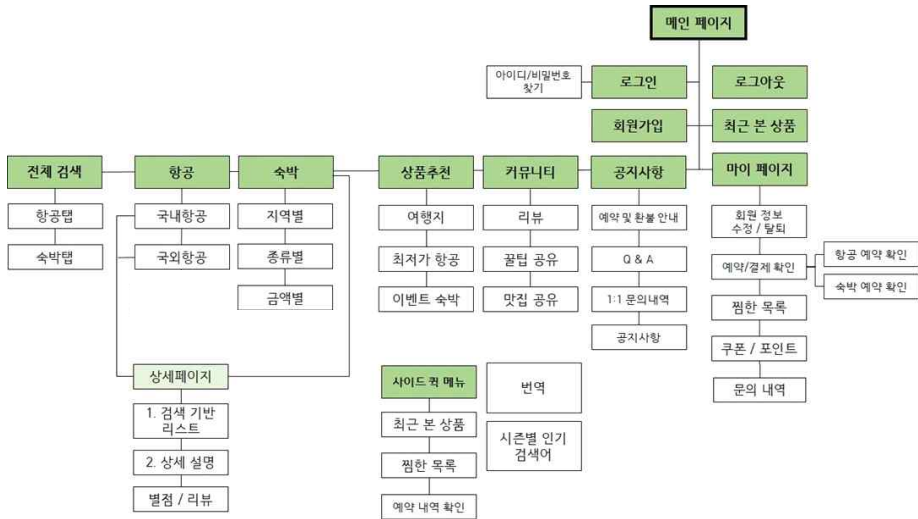 메인 페이지
아이디/비밀번호
찾기
로그인
로그아웃
회원가입
최근 본 상품
전체 검색
항공
숙박
상품추천
커뮤니티
공지사항
마이 페이지
항공탭
숙박탭
국내항공
국외항공
지역별
종류별
금액별
여행지
최저가 항공
이벤트 숙박
리뷰
꿀팁 공유
맛집 공유
예약 및 환불 안내
Q & A
1:1 문의내역
공지사항
회원 정보
수정 / 탈퇴
예약/결제 확인
항공 예약 확인
숙박 예약 확인
찜한 목록
쿠폰 / 포인트
문의 내역
상세페이지
1. 검색 기반
리스트
2. 상세 설명
별점 / 리뷰
사이드 퀵 메뉴
최근 본 상품
찜한 목록
예약 내역 확인
번역
시즌별 인기
검색어